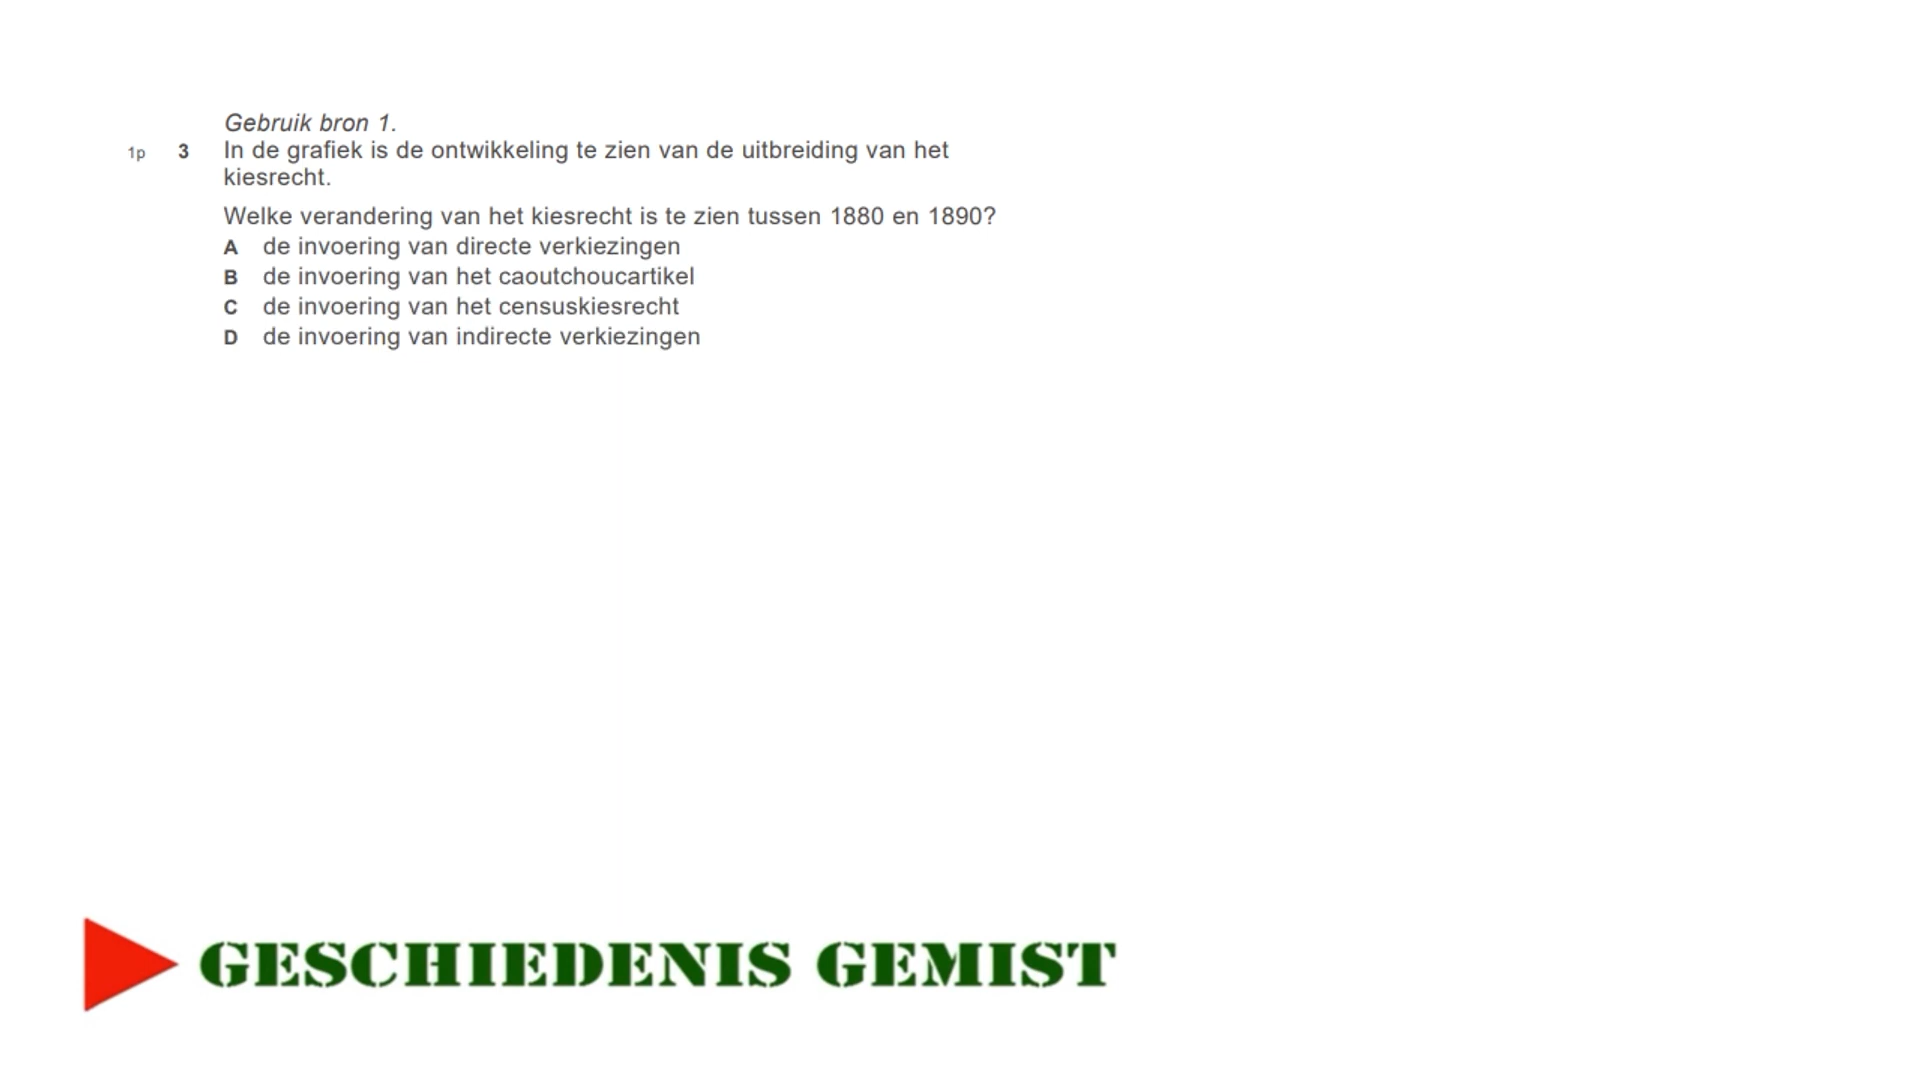 Gebruik bron 1.
1p 3 In de grafiek is de ontwikkeling te zien van de uitbreiding van het
kiesrecht.
Welke verandering van het kiesrecht is te zien tussen 1880 en 1890?
A de invoering van directe verkiezingen
B de invoering van het caoutchoucartikel
C de invoering van het censuskiesrecht
D de invoering van indirecte verkiezingen
GESCHIEDENIS GEMIST